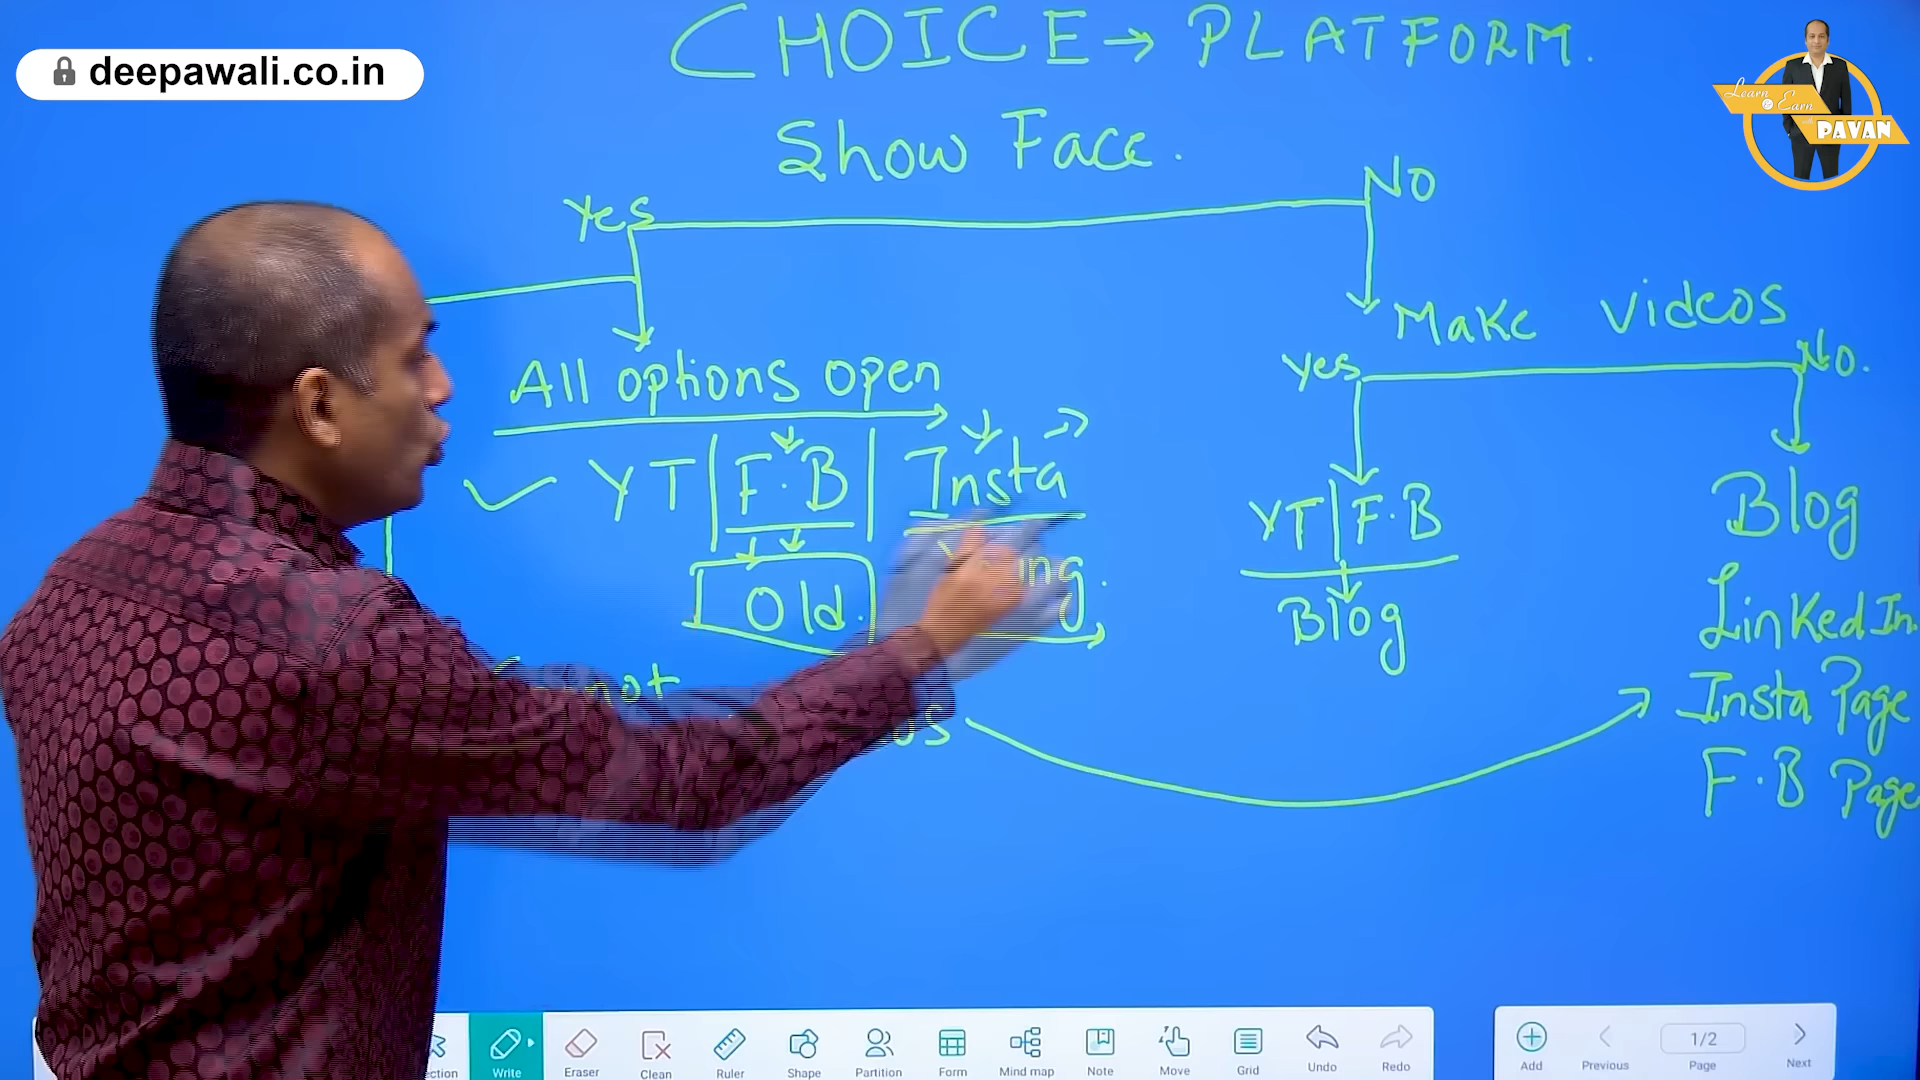 CHOICE → PLATFORM.
deepawali.co.in
Learn & Earn
PAVAN
Show Face.
Yes
No
Make Videos
Yes
No.
All options open
✓ YT | F.B | Insta
YT | F.B
Blog
Old.
Blog
LinkedIn.
Insta Page
F.B Page
Write
Eraser
Clean
Ruler
Shape
Partition
Form
Mind map
Note
Move
Grid
Undo
Redo
Add
Previous
1/2
Page
Next